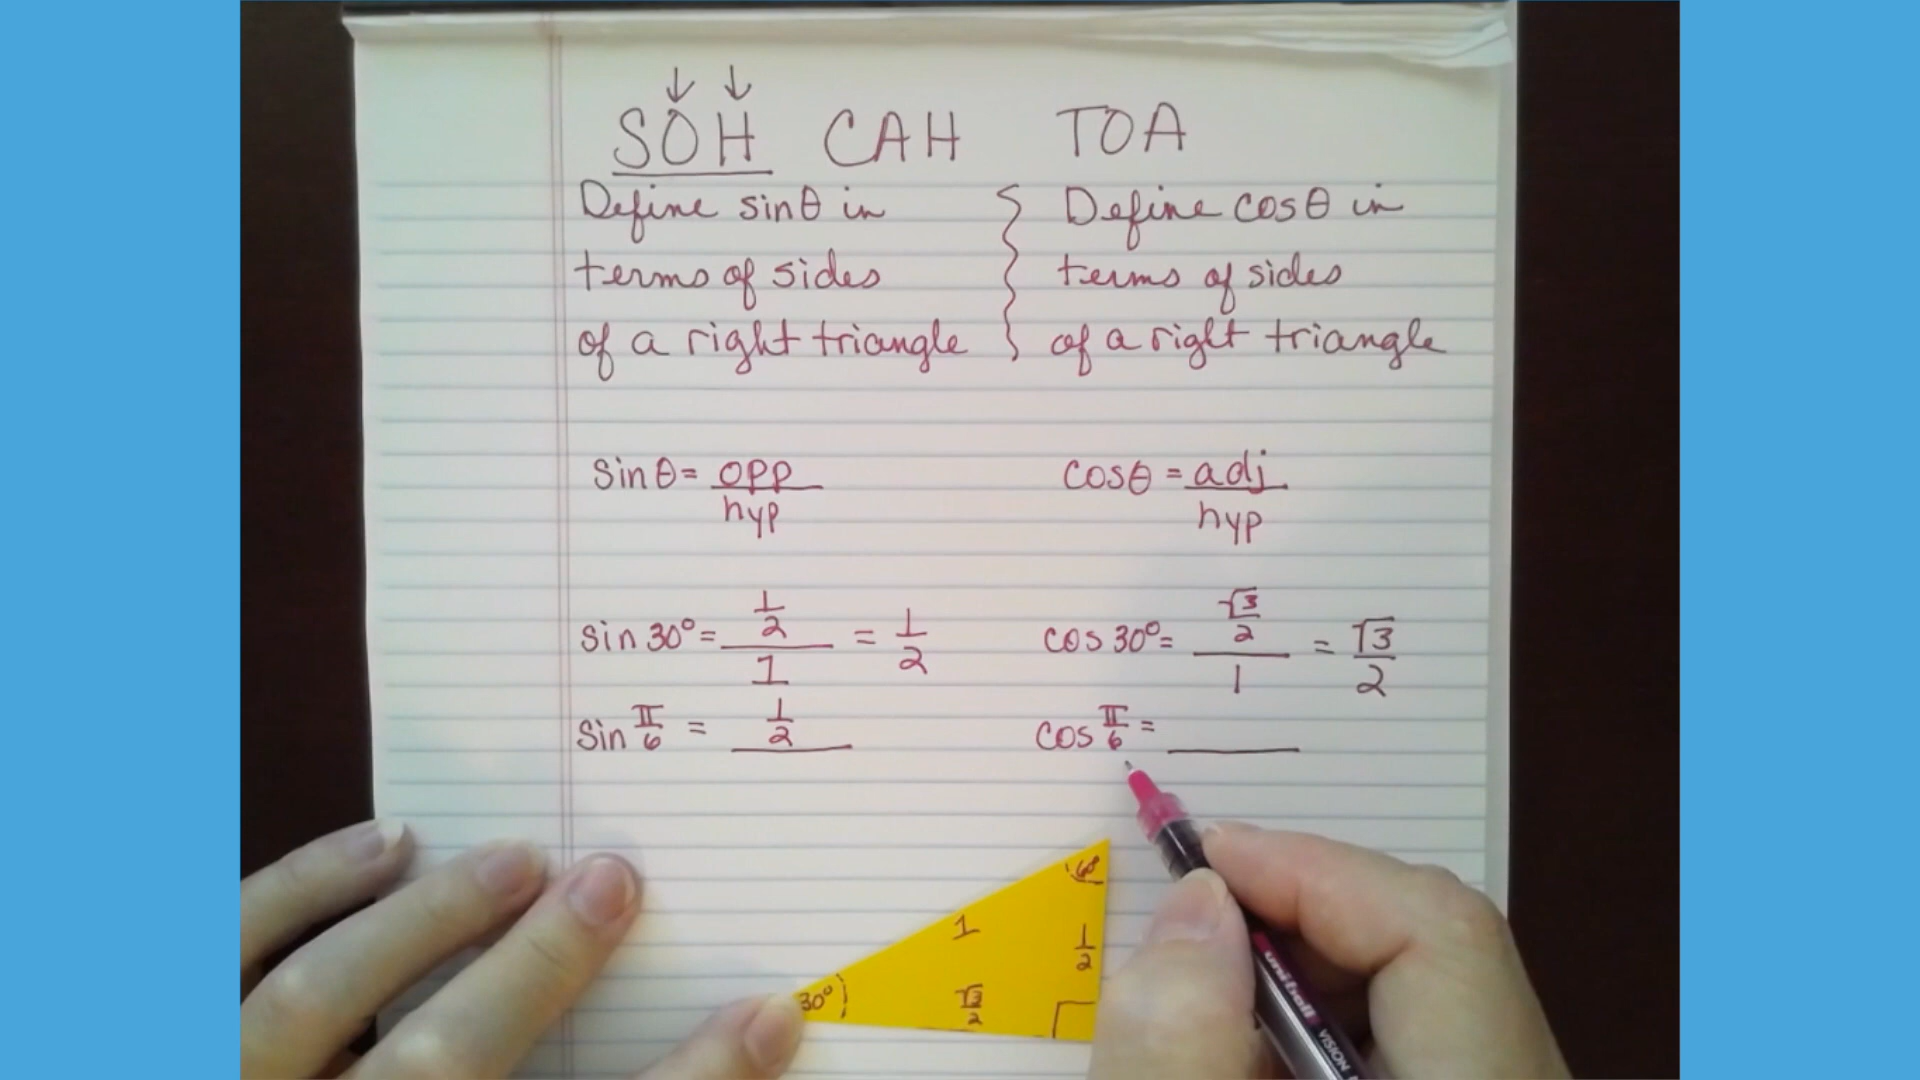 SOH CAH TOA
Define sinθ in
terms of sides
of a right triangle
Define cosθ in
terms of sides
of a right triangle
sinθ = opp/hyp
cosθ = adj/hyp
sin 30° = (1/2)/1 = 1/2
cos 30° = (√3/2)/1 = √3/2
sin π/6 = 1/2
cos π/6 =
60°
1
1/2
30°
√3/2
uni-ball VISION